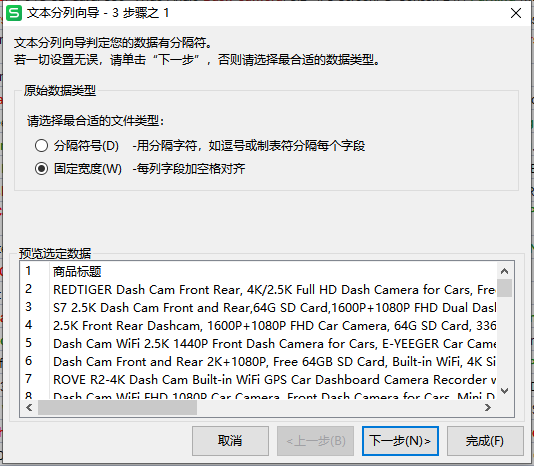 文本分列向导 - 3 步骤之 1
文本分列向导判定您的数据有分隔符。
若一切设置无误，请单击“下一步”，否则请选择最合适的数据类型。
原始数据类型
请选择最合适的文件类型：
分隔符号(D) -用分隔字符，如逗号或制表符分隔每个字段
固定宽度(W) -每列字段加空格对齐
预览选定数据
1 商品标题
2 REDTIGER Dash Cam Front Rear, 4K/2.5K Full HD Dash Camera for Cars, Free
3 S7 2.5K Dash Cam Front and Rear,64G SD Card,1600P+1080P FHD Dual Dash
4 2.5K Front Rear Dashcam, 1600P+1080P FHD Car Camera, 64G SD Card, 336
5 Dash Cam WiFi 2.5K 1440P Front Dash Camera for Cars, E-YEEGER Car Came
6 Dash Cam Front and Rear 2K+1080P, Free 64GB SD Card, Built-in WiFi, 4K Si
7 ROVE R2-4K Dash Cam Built-in WiFi GPS Car Dashboard Camera Recorder w
8 Dash Cam WiFi FHD 1080P Car Camera, Front Dash Camera for Cars, Mini D
取消 <上一步(B) 下一步(N)> 完成(F)